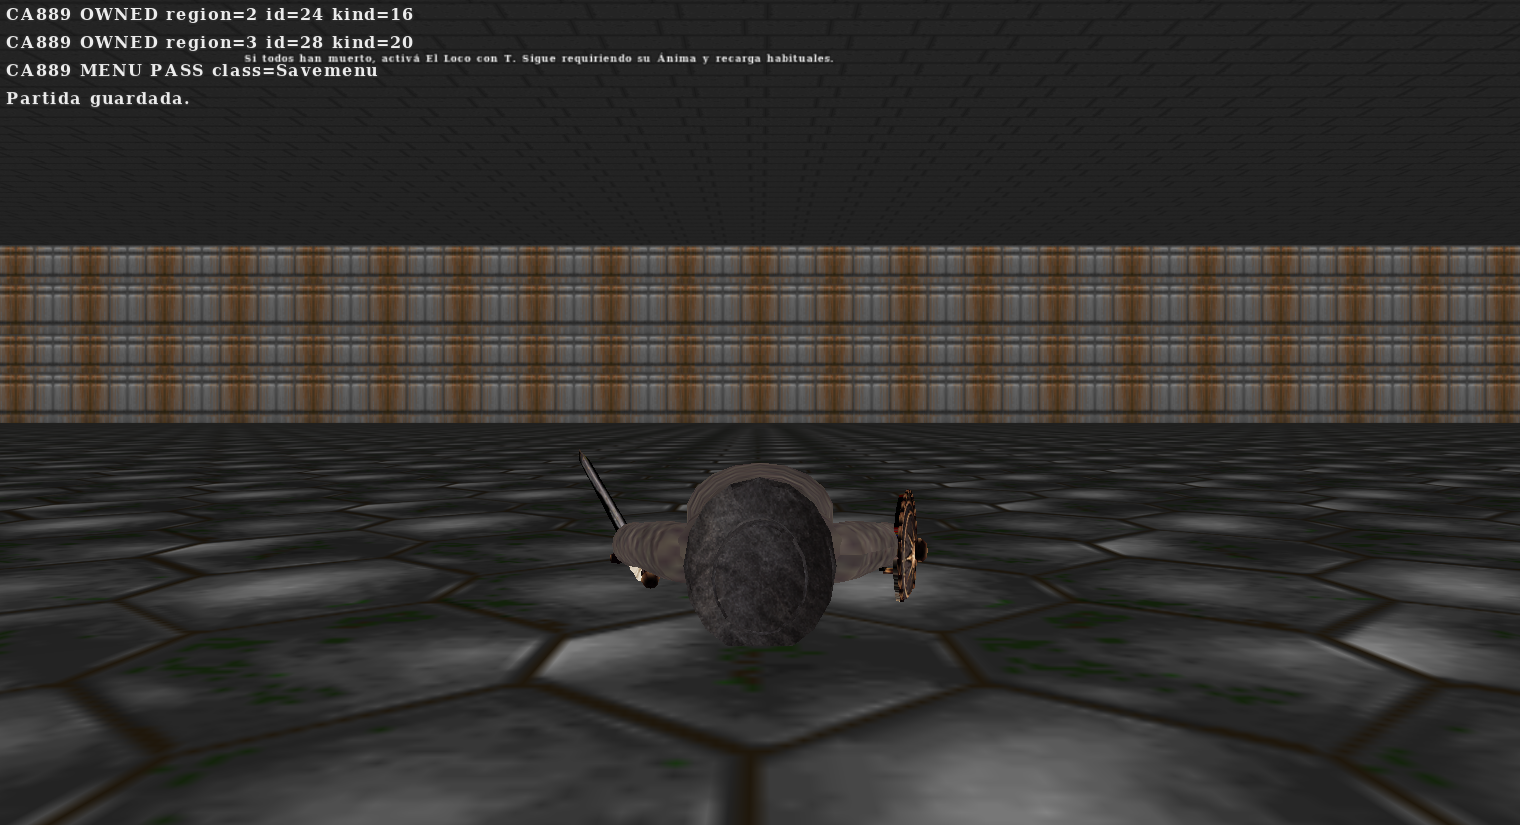 CA889 OWNED region=2 id=24 kind=16
CA889 OWNED region=3 id=28 kind=20
Si todos han muerto, activá El Loco con T. Sigue requiriendo su Ánima y recarga habituales.
CA889 MENU PASS class=Savemenu
Partida guardada.